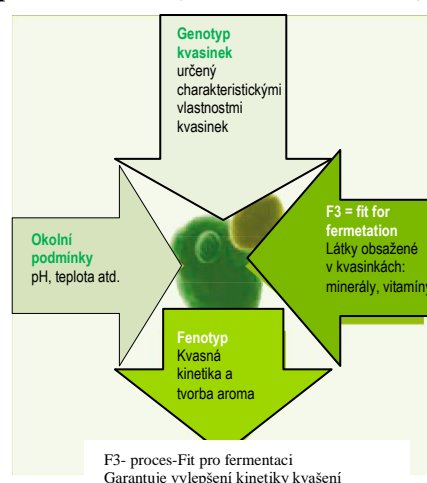 Genotyp
kvasinek
určený
charakteristickými
vlastnostmi
kvasinek
Okolní
podmínky
pH, teplota atd.
F3 = fit for
fermetation
Látky obsažené
v kvasinkách:
minerály, vitamíny
Fenotyp
Kvasná
kinetika a
tvorba aroma
F3- proces-Fit pro fermentaci
Garantuje vylepšení kinetiky kvašení